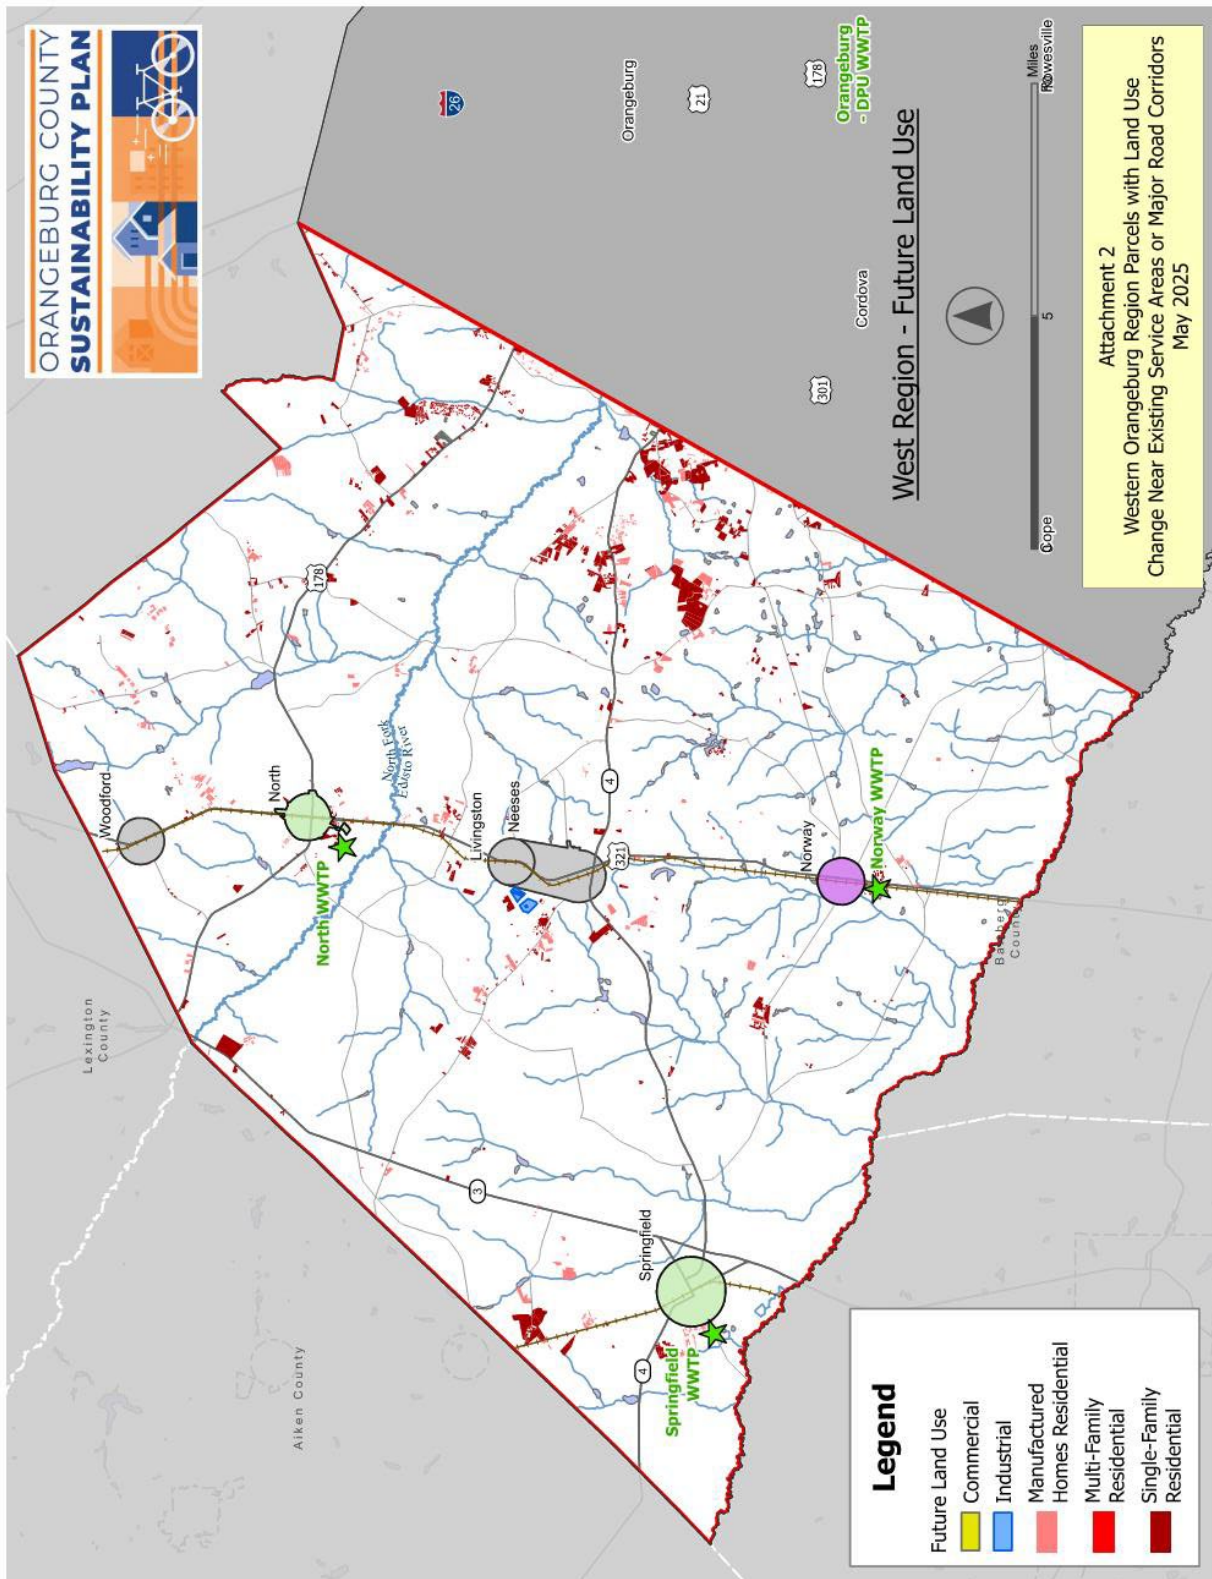 ORANGEBURG COUNTY
SUSTAINABILITY PLAN
Lexington
County
Aiken County
Woodford
North
178
North WWTP
North Fork
Edisto River
Livingston
Neeses
4
321
Norway
Norway WWTP
County
3
Springfield
4
Springfield
WWTP
26
Orangeburg
21
178
Orangeburg
- DPU WWTP
Cordova
301
Cope
Rowesville
West Region - Future Land Use
5
Miles
Attachment 2
Western Orangeburg Region Parcels with Land Use
Change Near Existing Service Areas or Major Road Corridors
May 2025
Legend
Future Land Use
Commercial
Industrial
Manufactured
Homes Residential
Multi-Family
Residential
Single-Family
Residential